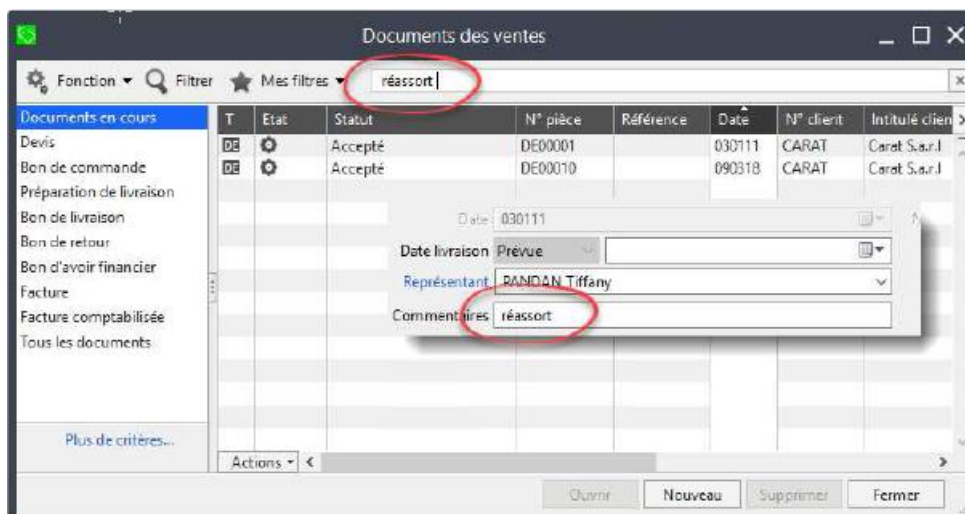 Documents des ventes
Fonction Filtrer Mes filtres réassort
Documents en cours
Devis
Bon de commande
Préparation de livraison
Bon de livraison
Bon de retour
Bon d'avoir financier
Facture
Facture comptabilisée
Tous les documents
Plus de critères...
T Etat Statut N° pièce Référence Date N° client Intitulé clien
DE Accepté DE00001 030111 CARAT Carat S.a.r.l
DE Accepté DE00010 090318 CARAT Carat S.a.r.l
Date 030111
Date livraison Prévue
Représentant PANDAN Tiffany
Commentaires réassort
Actions
Ouvrir Nouveau Supprimer Fermer